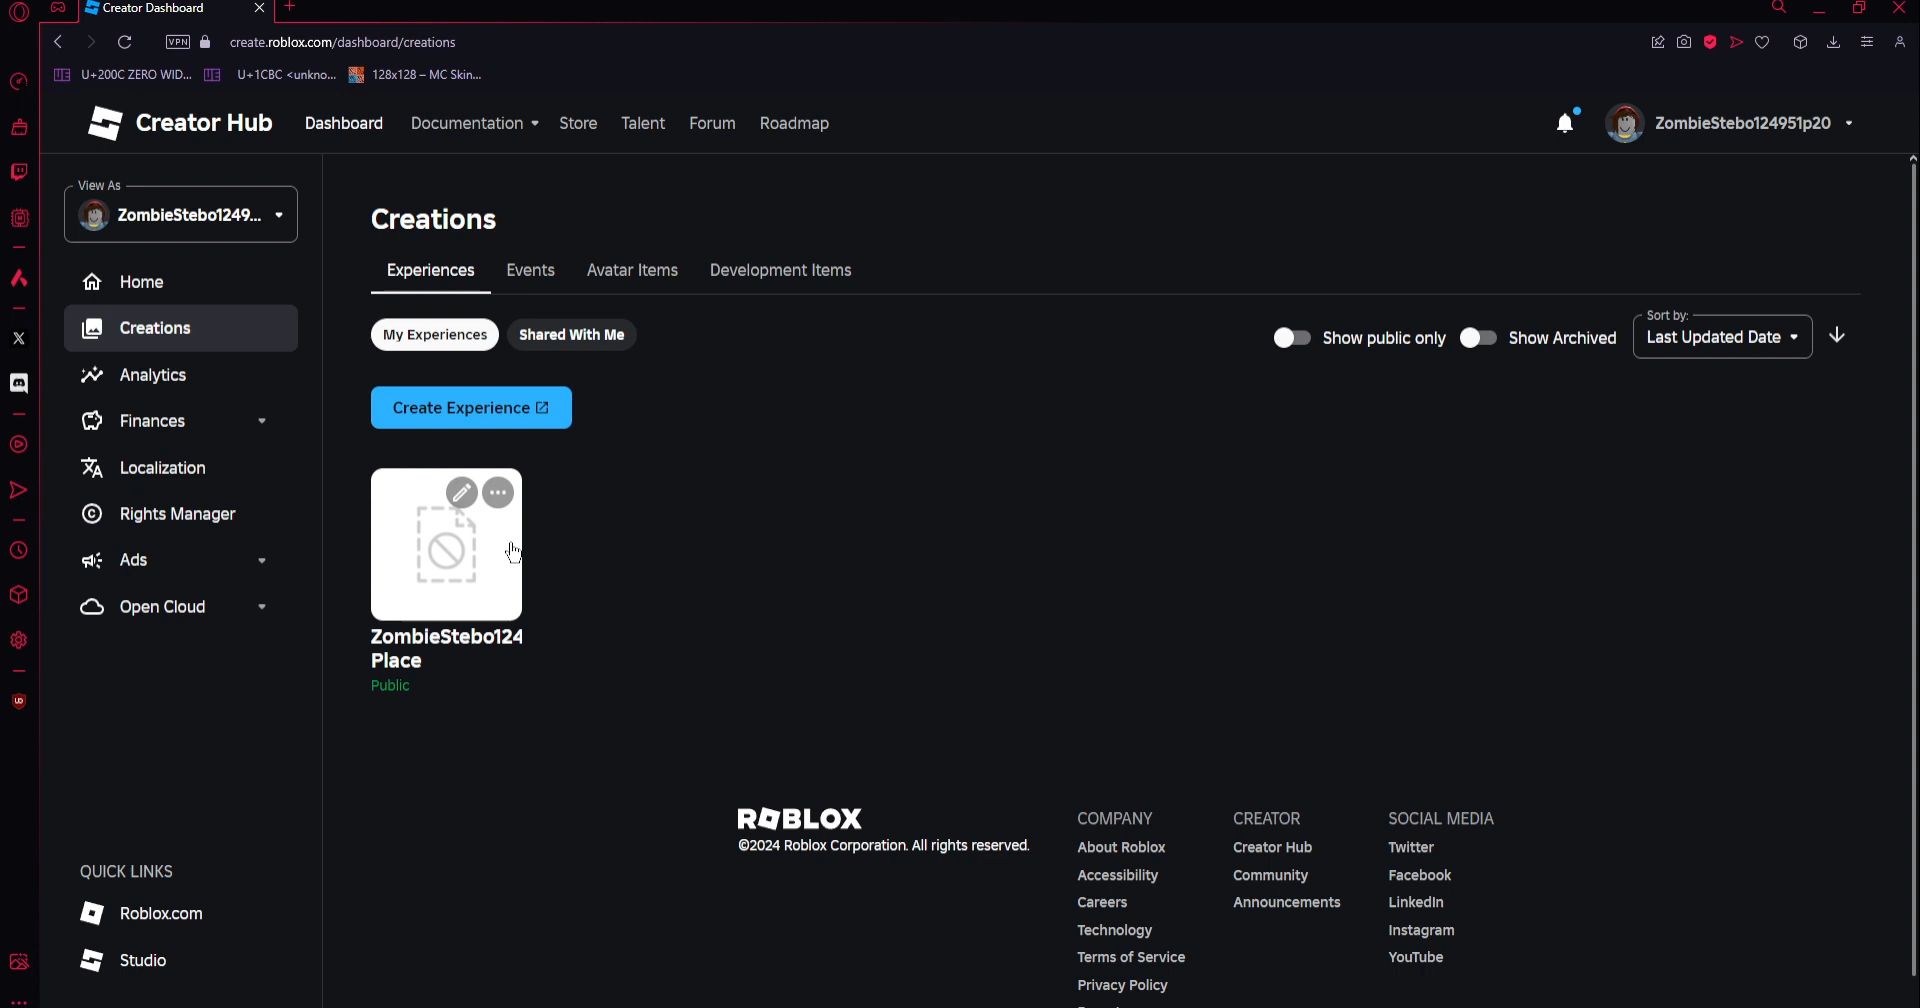 Creator Dashboard
VPN create.roblox.com/dashboard/creations
U+200C ZERO WID... U+1CBC <unkno... 128x128 – MC Skin...
Creator Hub Dashboard Documentation Store Talent Forum Roadmap ZombieStebo124951p20
View As
ZombieStebo1249...
Home
Creations
Analytics
Finances
Localization
Rights Manager
Ads
Open Cloud
QUICK LINKS
Roblox.com
Studio
Creations
Experiences Events Avatar Items Development Items
My Experiences Shared With Me Show public only Show Archived
Sort by:
Last Updated Date
Create Experience
ZombieStebo124
Place
Public
ROBLOX
©2024 Roblox Corporation. All rights reserved.
COMPANY
About Roblox
Accessibility
Careers
Technology
Terms of Service
Privacy Policy
CREATOR
Creator Hub
Community
Announcements
SOCIAL MEDIA
Twitter
Facebook
LinkedIn
Instagram
YouTube